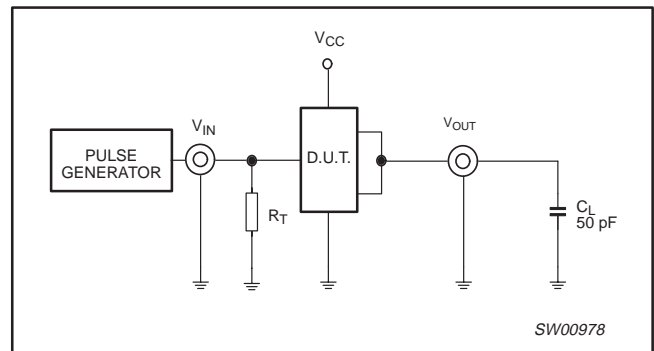 VCC
VIN
VOUT
PULSE
GENERATOR
D.U.T.
RT
CL
50 pF
SW00978